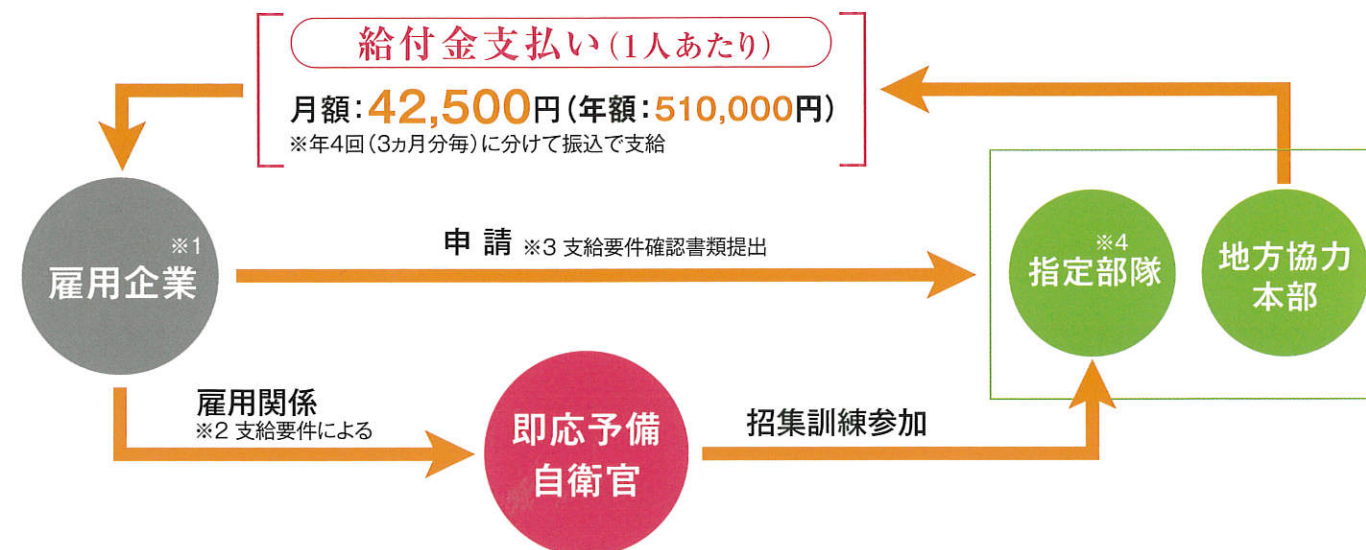 給付金支払い(1人あたり)
月額:42,500円(年額:510,000円)
※年4回(3ヵ月分毎)に分けて振込で支給
※1
雇用企業
申 請 ※3 支給要件確認書類提出
※4
指定部隊
地方協力
本部
雇用関係
※2 支給要件による
即応予備
自衛官
招集訓練参加